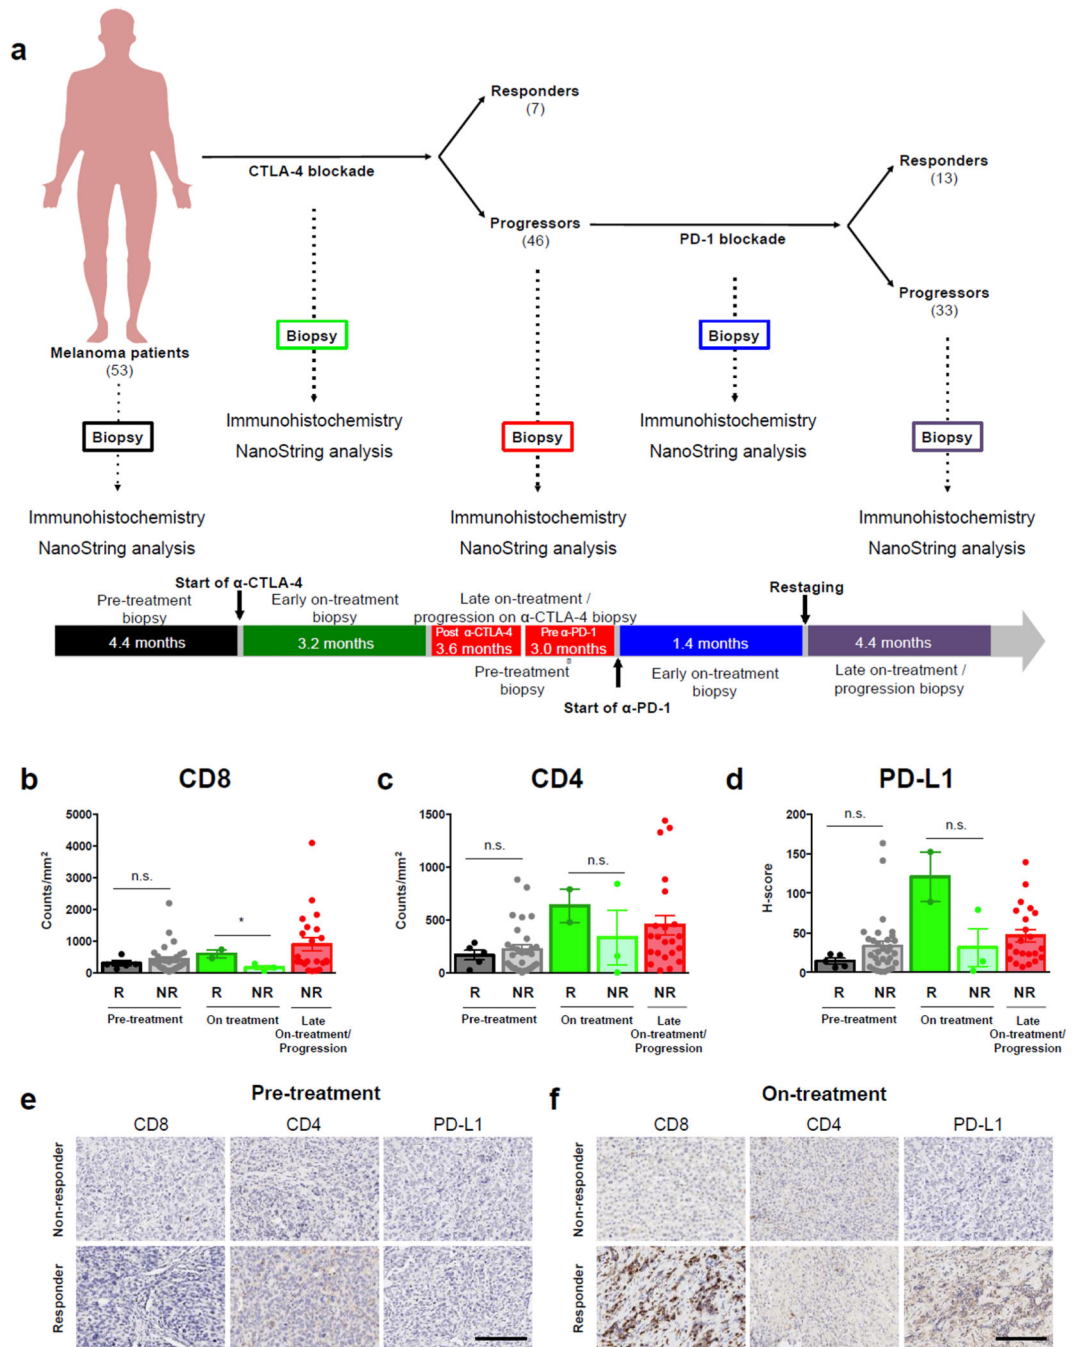 a
Responders
(7)
CTLA-4 blockade
Responders
(13)
Progressors
(46)
PD-1 blockade
Progressors
(33)
Biopsy
Biopsy
Melanoma patients
(53)
Immunohistochemistry
NanoString analysis
Immunohistochemistry
NanoString analysis
Biopsy
Biopsy
Biopsy
Immunohistochemistry
NanoString analysis
Immunohistochemistry
NanoString analysis
Immunohistochemistry
NanoString analysis
Start of α-CTLA-4
Restaging
Pre-treatment
biopsy
Early on-treatment
biopsy
Late on-treatment /
progression on α-CTLA-4 biopsy
4.4 months
3.2 months
Post α-CTLA-4
3.6 months
Pre α-PD-1
3.0 months
1.4 months
4.4 months
Pre-treatment
biopsy
Early on-treatment
biopsy
Late on-treatment /
progression biopsy
Start of α-PD-1
b
CD8
Counts/mm²
5000
4000
3000
2000
1000
0
n.s.
*
R NR R NR NR
Pre-treatment
On treatment
Late
On-treatment/
Progression
c
CD4
Counts/mm²
1500
1000
500
0
n.s.
n.s.
R NR R NR NR
Pre-treatment
On treatment
Late
On-treatment/
Progression
d
PD-L1
H-score
200
150
100
50
0
n.s.
n.s.
R NR R NR NR
Pre-treatment
On treatment
Late
On-treatment/
Progression
e
Pre-treatment
CD8 CD4 PD-L1
Non-responder
Responder
f
On-treatment
CD8 CD4 PD-L1
Non-responder
Responder